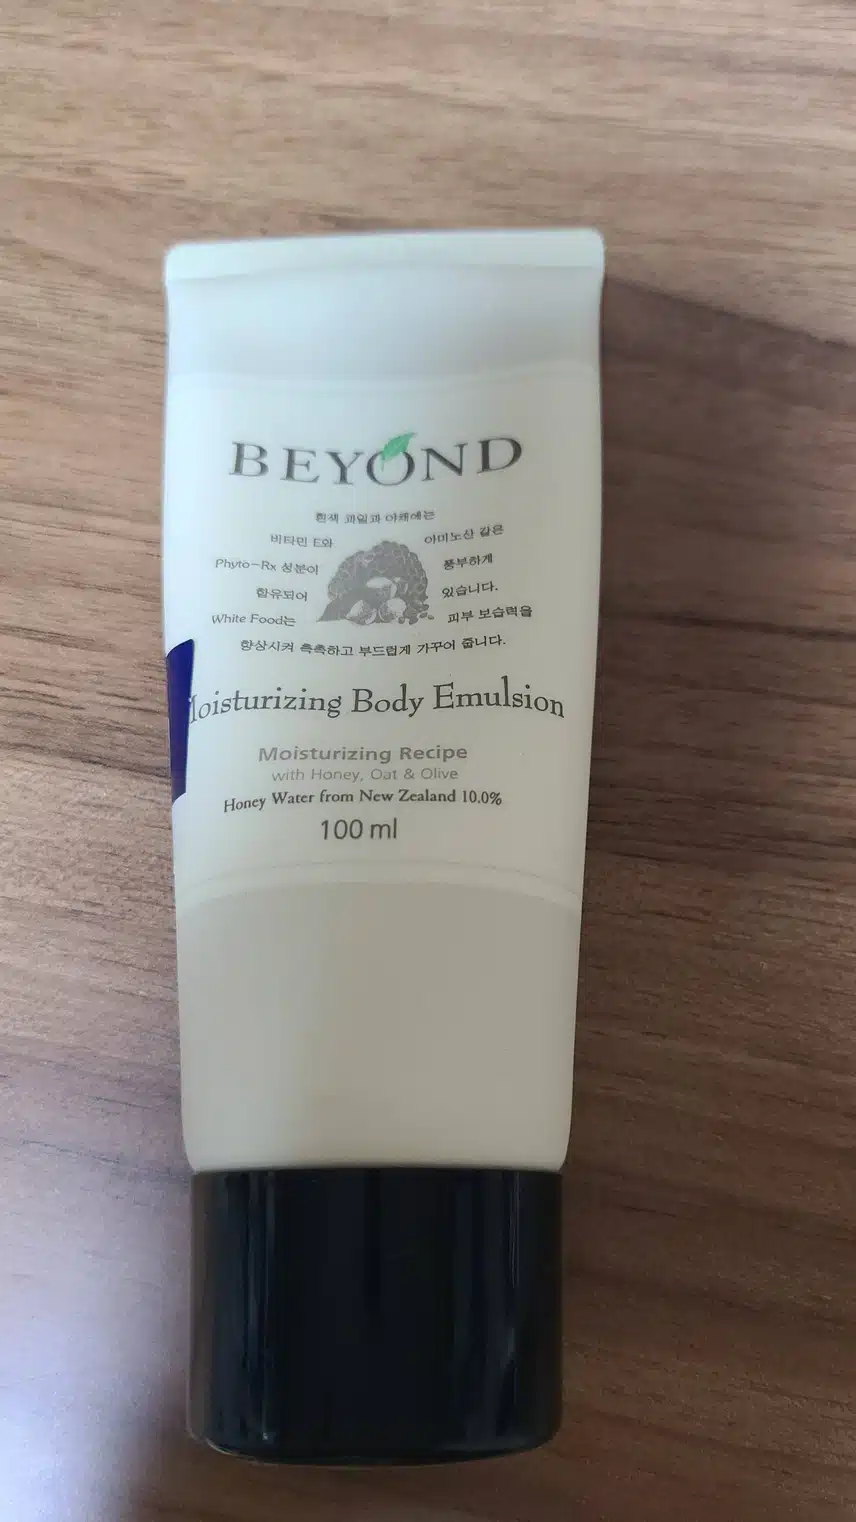 BEYOND
흰색 과일과 야채에는
비타민 E와 아미노산 같은
Phyto-Rx 성분이 풍부하게
함유되어 있습니다.
White Food는 피부 보습력을
향상시켜 촉촉하고 부드럽게 가꾸어 줍니다.
Moisturizing Body Emulsion
Moisturizing Recipe
with Honey, Oat & Olive
Honey Water from New Zealand 10.0%
100 ml